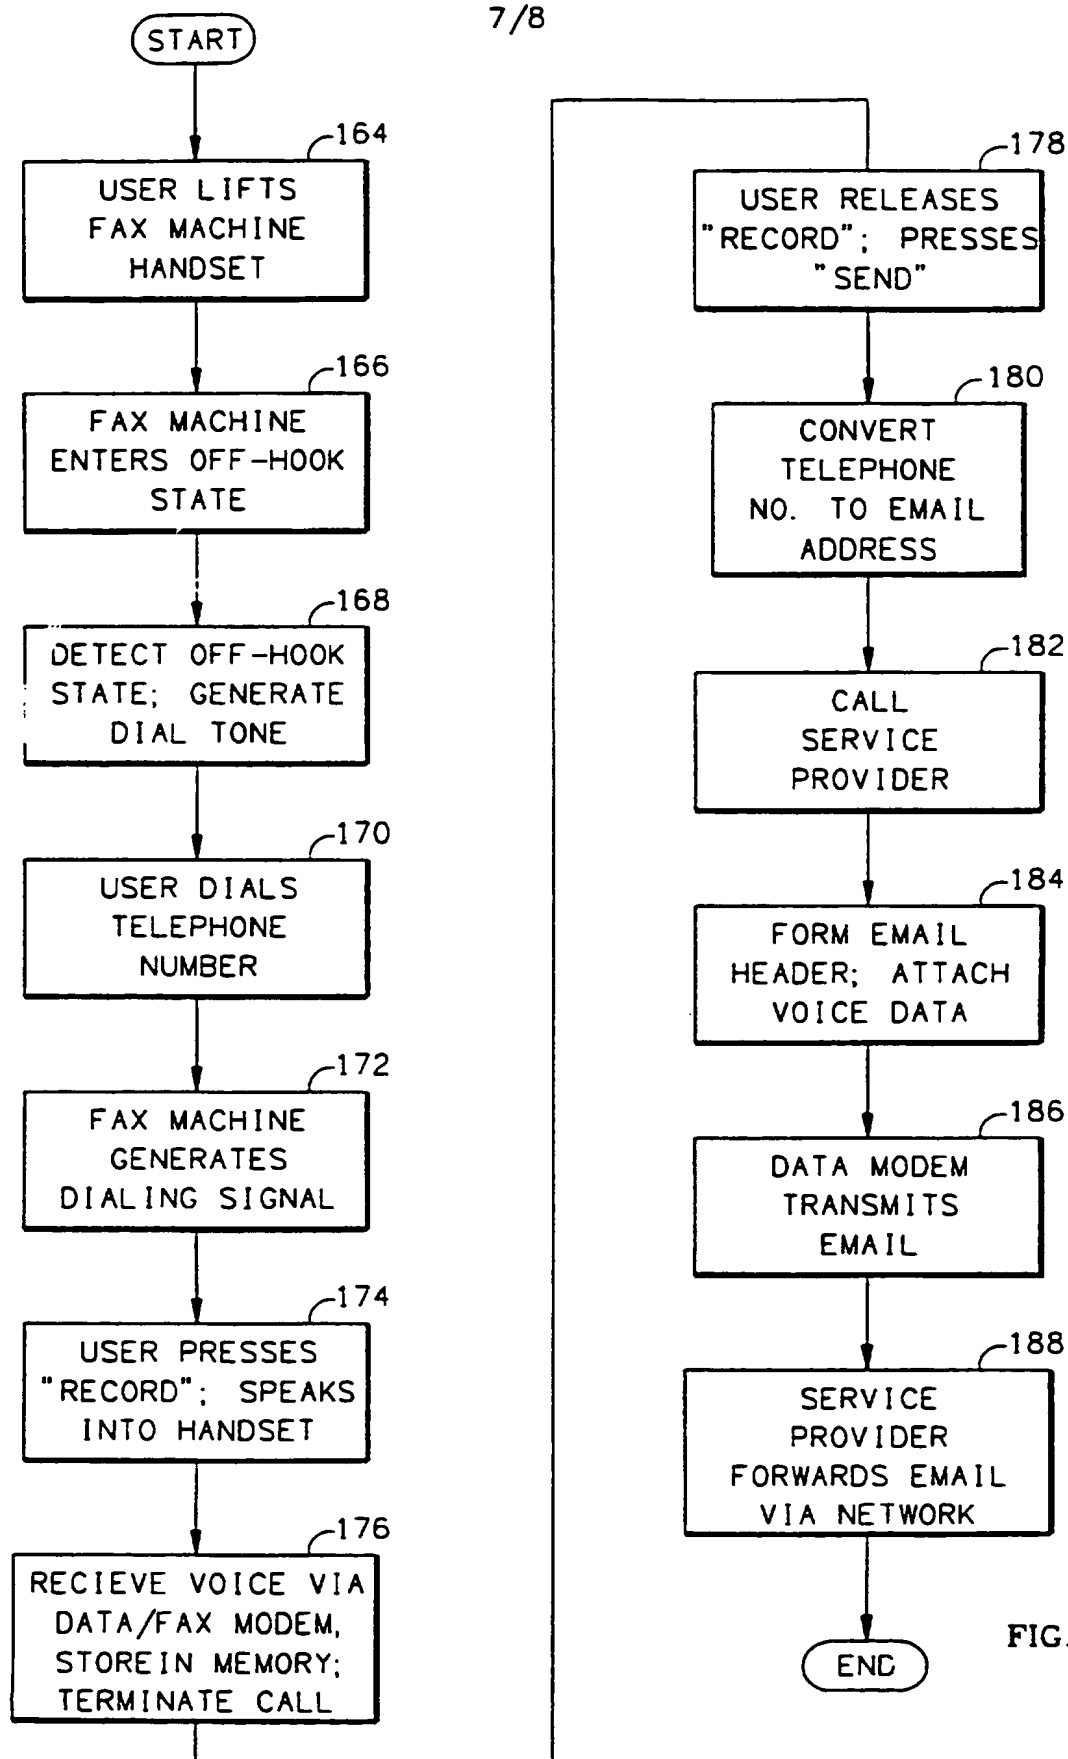 7/8
START
164
USER LIFTS
FAX MACHINE
HANDSET
166
FAX MACHINE
ENTERS OFF-HOOK
STATE
168
DETECT OFF-HOOK
STATE; GENERATE
DIAL TONE
170
USER DIALS
TELEPHONE
NUMBER
172
FAX MACHINE
GENERATES
DIALING SIGNAL
174
USER PRESSES
"RECORD"; SPEAKS
INTO HANDSET
176
RECIEVE VOICE VIA
DATA/FAX MODEM,
STOREIN MEMORY;
TERMINATE CALL
178
USER RELEASES
"RECORD"; PRESSES
"SEND"
180
CONVERT
TELEPHONE
NO. TO EMAIL
ADDRESS
182
CALL
SERVICE
PROVIDER
184
FORM EMAIL
HEADER; ATTACH
VOICE DATA
186
DATA MODEM
TRANSMITS
EMAIL
188
SERVICE
PROVIDER
FORWARDS EMAIL
VIA NETWORK
END
FIG.